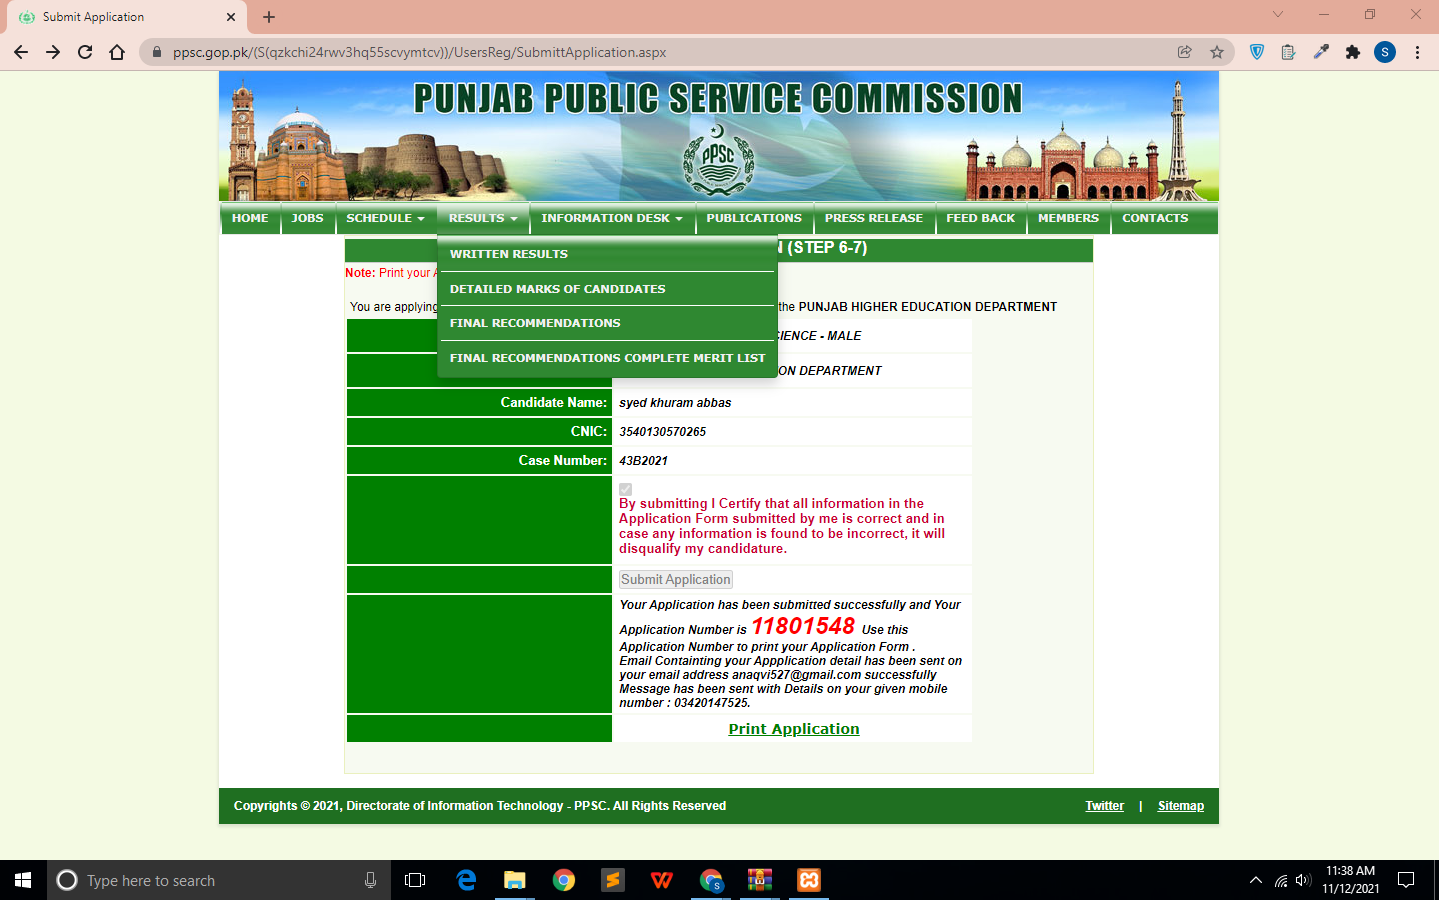 Submit Application
ppsc.gop.pk/(S(qzkchi24rwv3hq55scvymtcv))/UsersReg/SubmittApplication.aspx
S
PUNJAB PUBLIC SERVICE COMMISSION
PPSC
HOME JOBS SCHEDULE RESULTS INFORMATION DESK PUBLICATIONS PRESS RELEASE FEED BACK MEMBERS CONTACTS
(STEP 6-7)
WRITTEN RESULTS
Note: Print your
DETAILED MARKS OF CANDIDATES
You are applying the PUNJAB HIGHER EDUCATION DEPARTMENT
FINAL RECOMMENDATIONS
CIENCE - MALE
FINAL RECOMMENDATIONS COMPLETE MERIT LIST
ON DEPARTMENT
Candidate Name: syed khuram abbas
CNIC: 3540130570265
Case Number: 43B2021
By submitting I Certify that all information in the
Application Form submitted by me is correct and in
case any information is found to be incorrect, it will
disqualify my candidature.
Submit Application
Your Application has been submitted successfully and Your
Application Number is 11801548 Use this
Application Number to print your Application Form .
Email Containting your Appplication detail has been sent on
your email address anaqvi527@gmail.com successfully
Message has been sent with Details on your given mobile
number : 03420147525.
Print Application
Copyrights © 2021, Directorate of Information Technology - PPSC. All Rights Reserved
Twitter | Sitemap
Type here to search
11:38 AM
11/12/2021